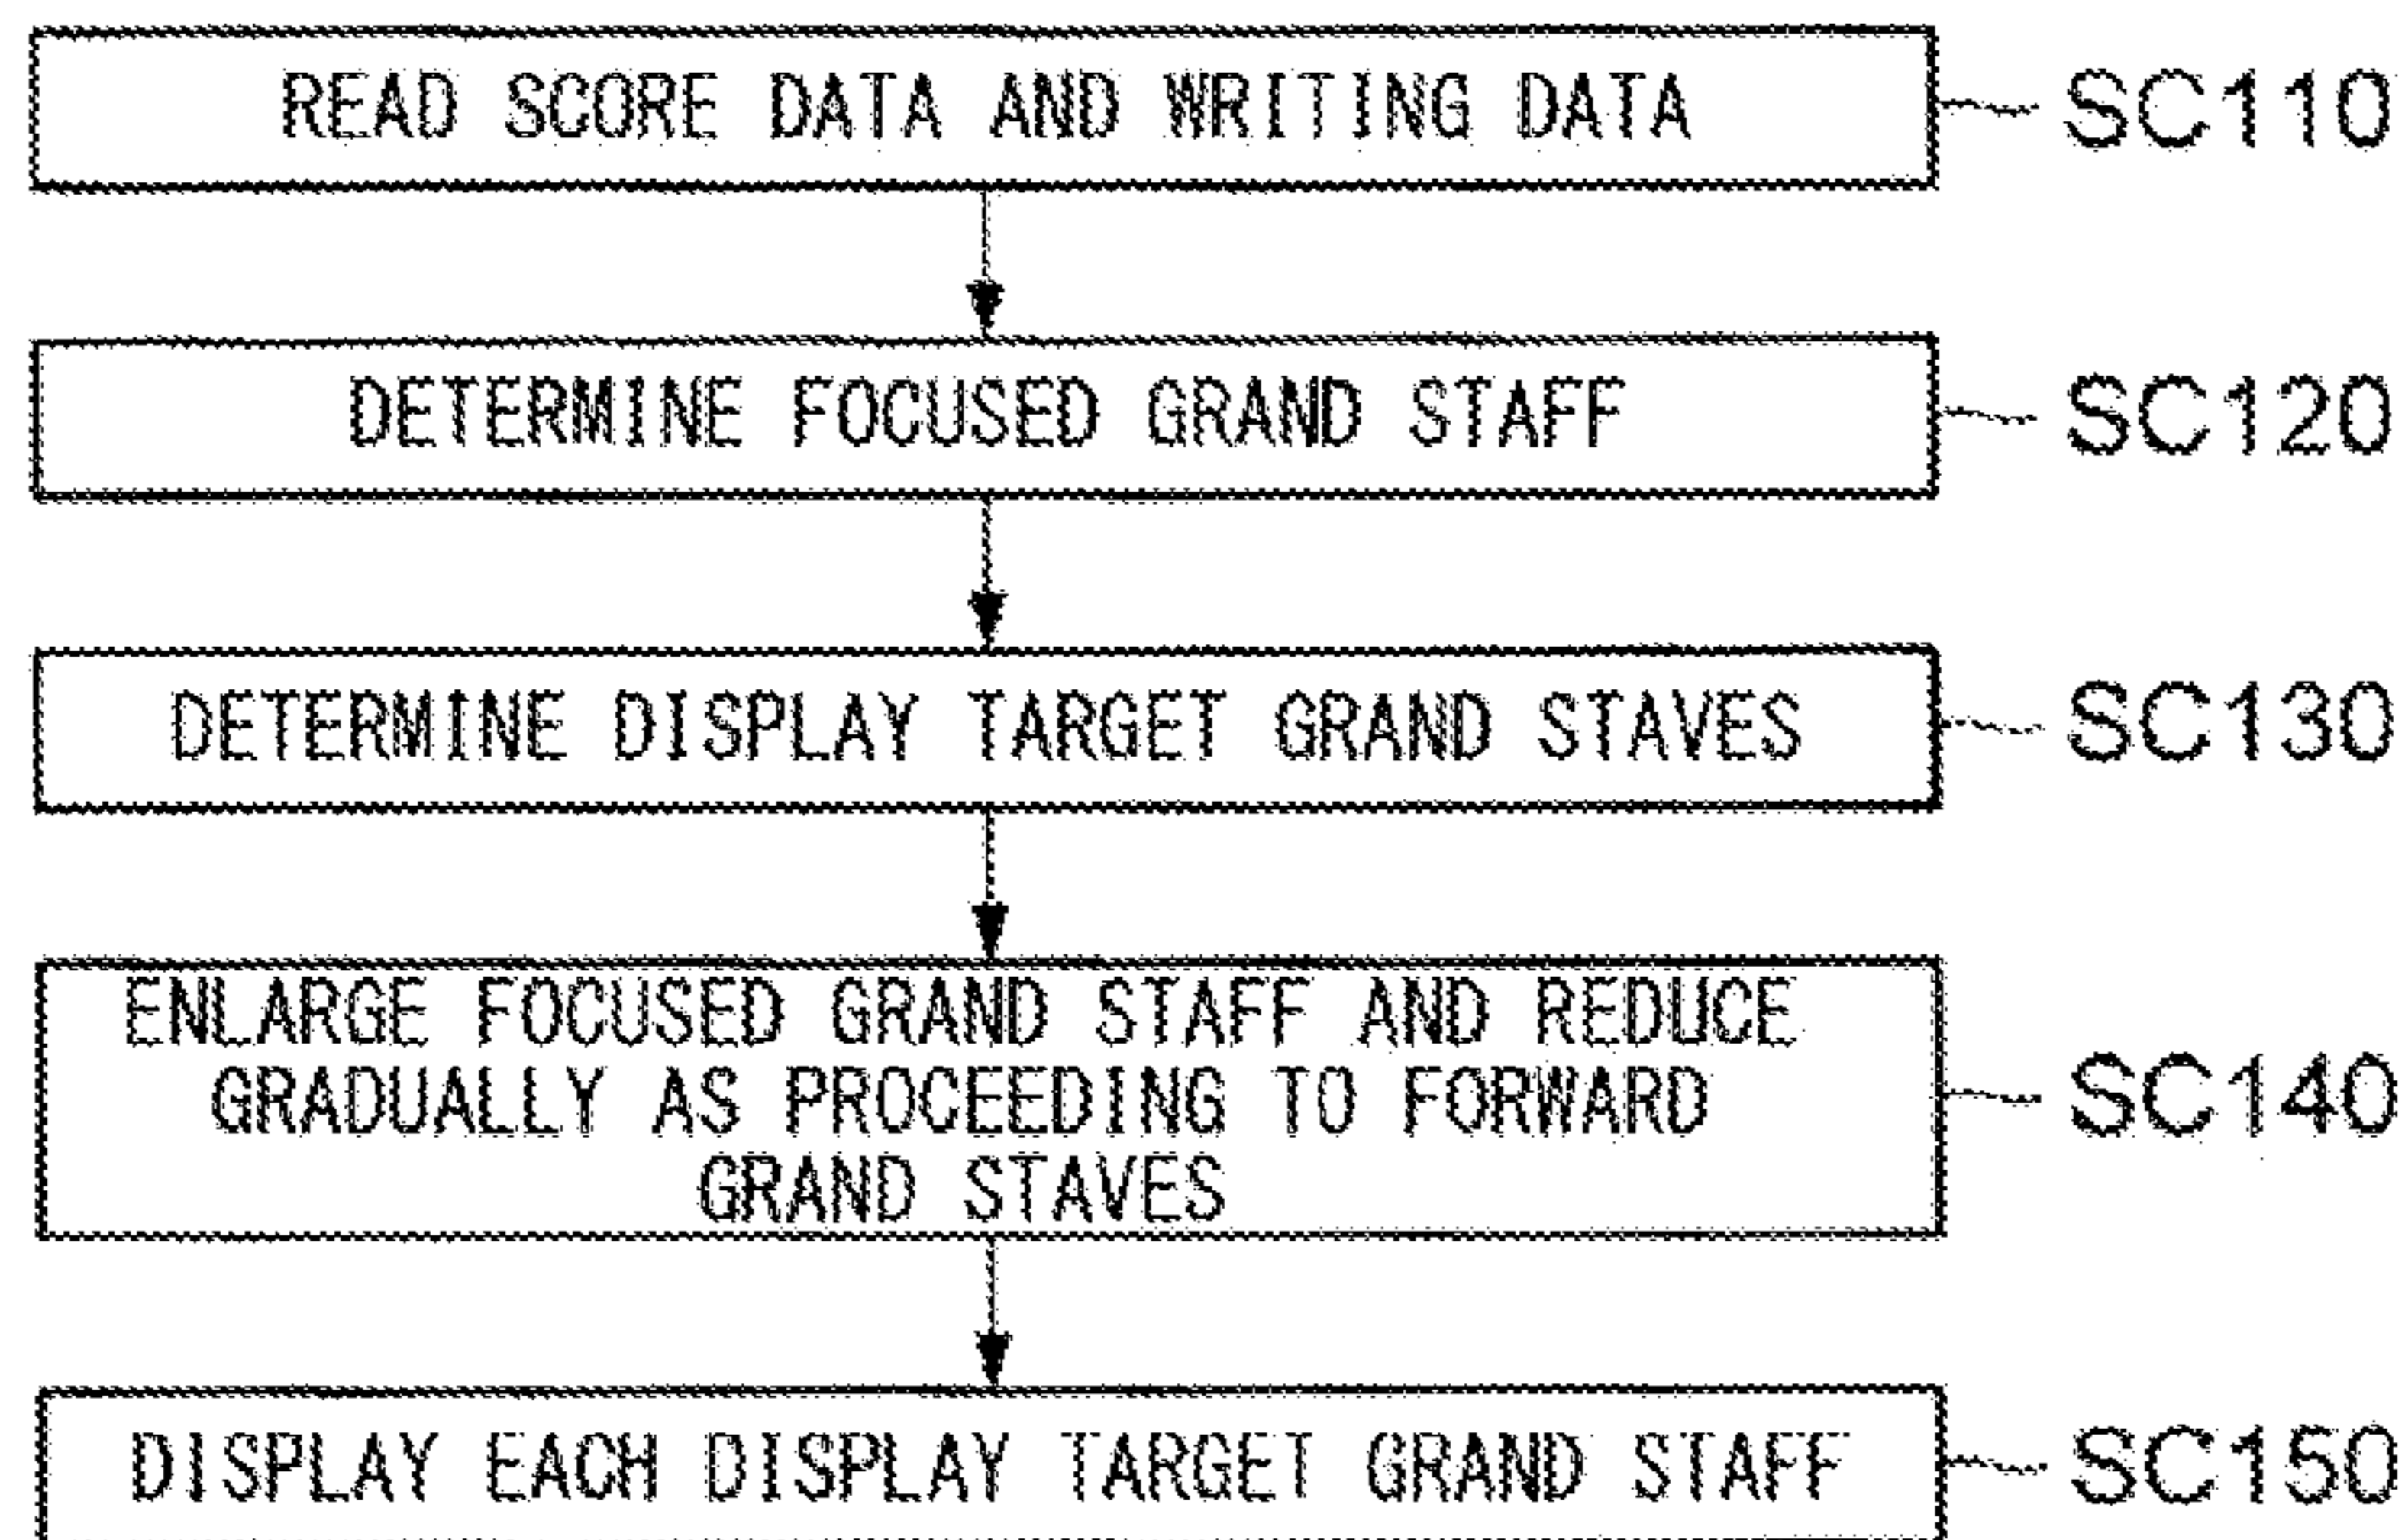 READ SCORE DATA AND WRITING DATA
SC110
DETERMINE FOCUSED GRAND STAFF
SC120
DETERMINE DISPLAY TARGET GRAND STAVES
SC130
ENLARGE FOCUSED GRAND STAFF AND REDUCE
GRADUALLY AS PROCEEDING TO FORWARD
GRAND STAVES
SC140
DISPLAY EACH DISPLAY TARGET GRAND STAFF
SC150